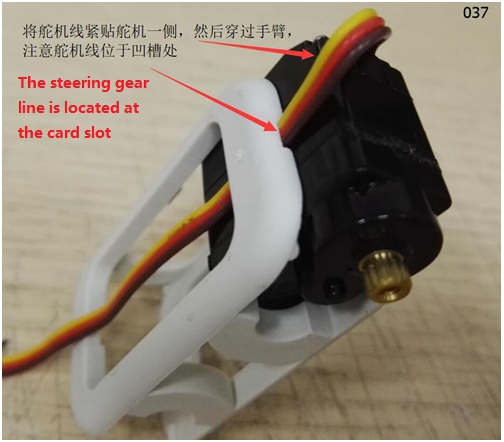 037
将舵机线紧贴舵机一侧，然后穿过手臂，
注意舵机线位于凹槽处
The steering gear
line is located at
the card slot